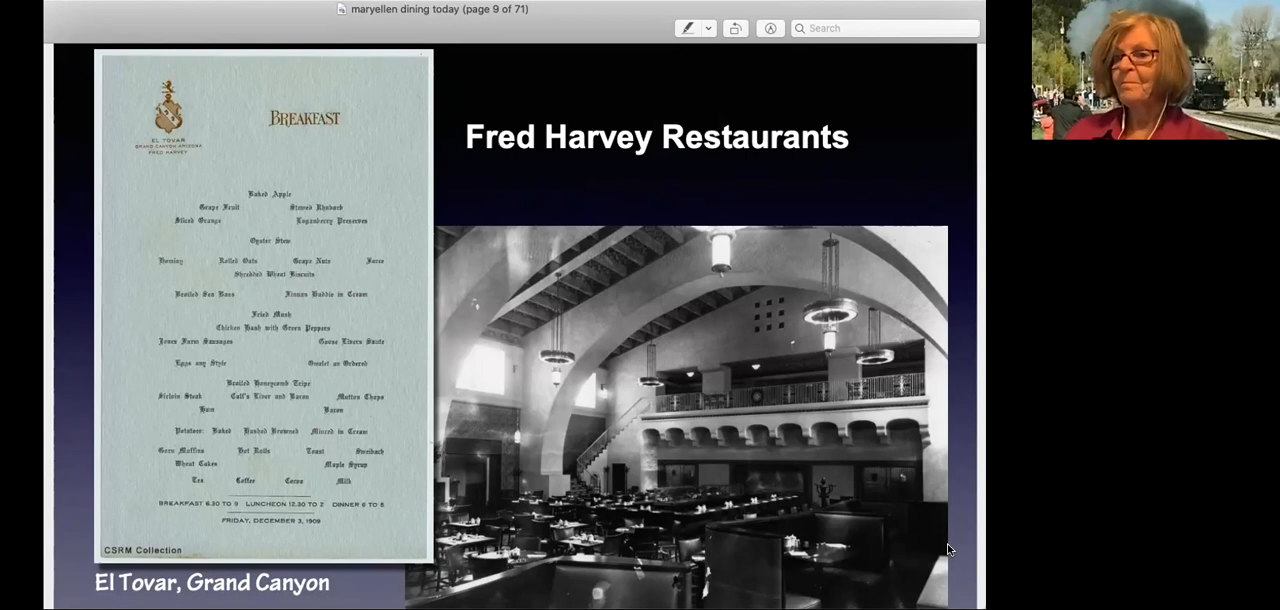 maryellen dining today (page 9 of 71)
Search
EL TOVAR
GRAND CANYON ARIZONA
FRED HARVEY
BREAKFAST
Baked Apple
Grape Fruit Stewed Rhubarb
Sliced Orange Loganberry Preserves
Oyster Stew
Hominy Rolled Oats Grape Nuts Force
Shredded Wheat Biscuits
Broiled Sea Bass Finnan Haddie in Cream
Fried Mush
Chicken Hash with Green Peppers
Jones Farm Sausages Goose Livers Saute
Eggs any Style Omelet as Ordered
Broiled Honeycomb Tripe
Sirloin Steak Calf's Liver and Bacon Mutton Chops
Ham Bacon
Potatoes: Baked Hashed Browned Minced in Cream
Corn Muffins Hot Rolls Toast Zweiback
Wheat Cakes Maple Syrup
Tea Coffee Cocoa Milk
BREAKFAST 6.30 TO 9 LUNCHEON 12.30 TO 2 DINNER 6 TO 8
FRIDAY, DECEMBER 3, 1909
CSRM Collection
El Tovar, Grand Canyon
Fred Harvey Restaurants